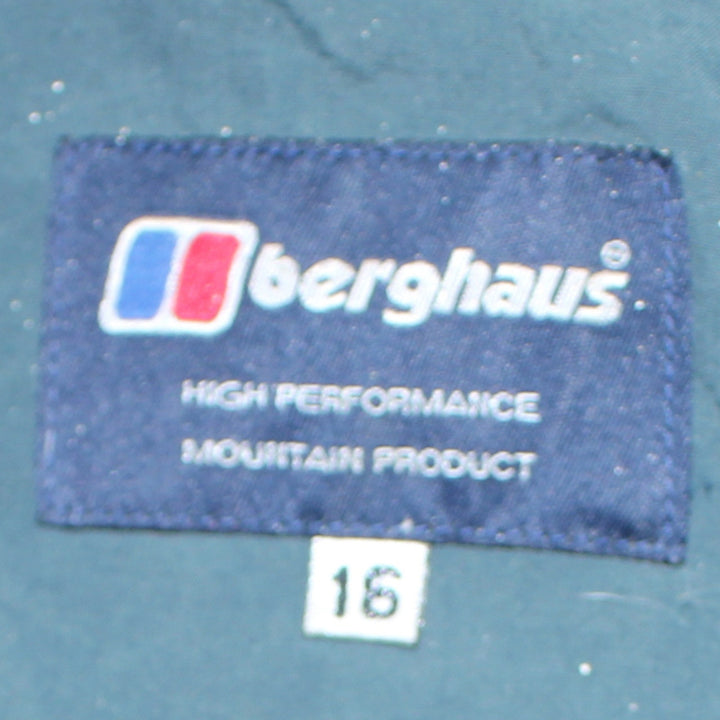 berghaus®
HIGH PERFORMANCE
MOUNTAIN PRODUCT
16